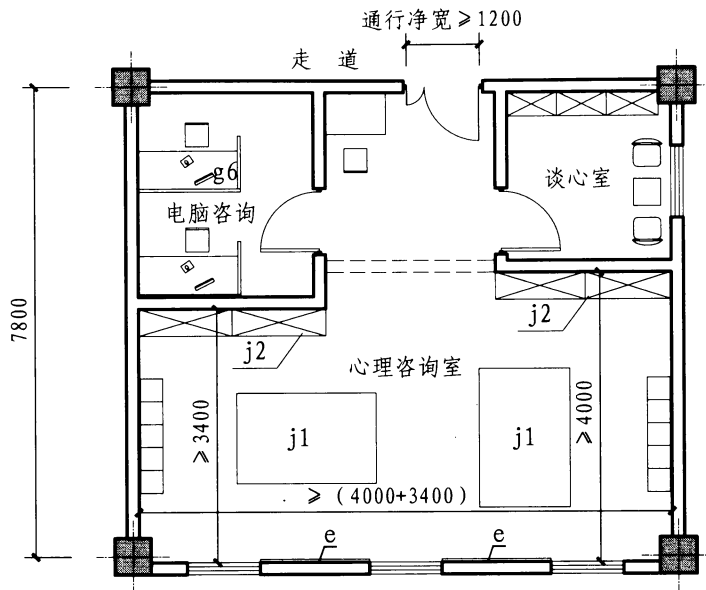 通行净宽≥1200
走 道
g6
谈心室
电脑咨询
7800
j2
j2
心理咨询室
≥3400
≥4000
j1
j1
≥（4000+3400）
e
e